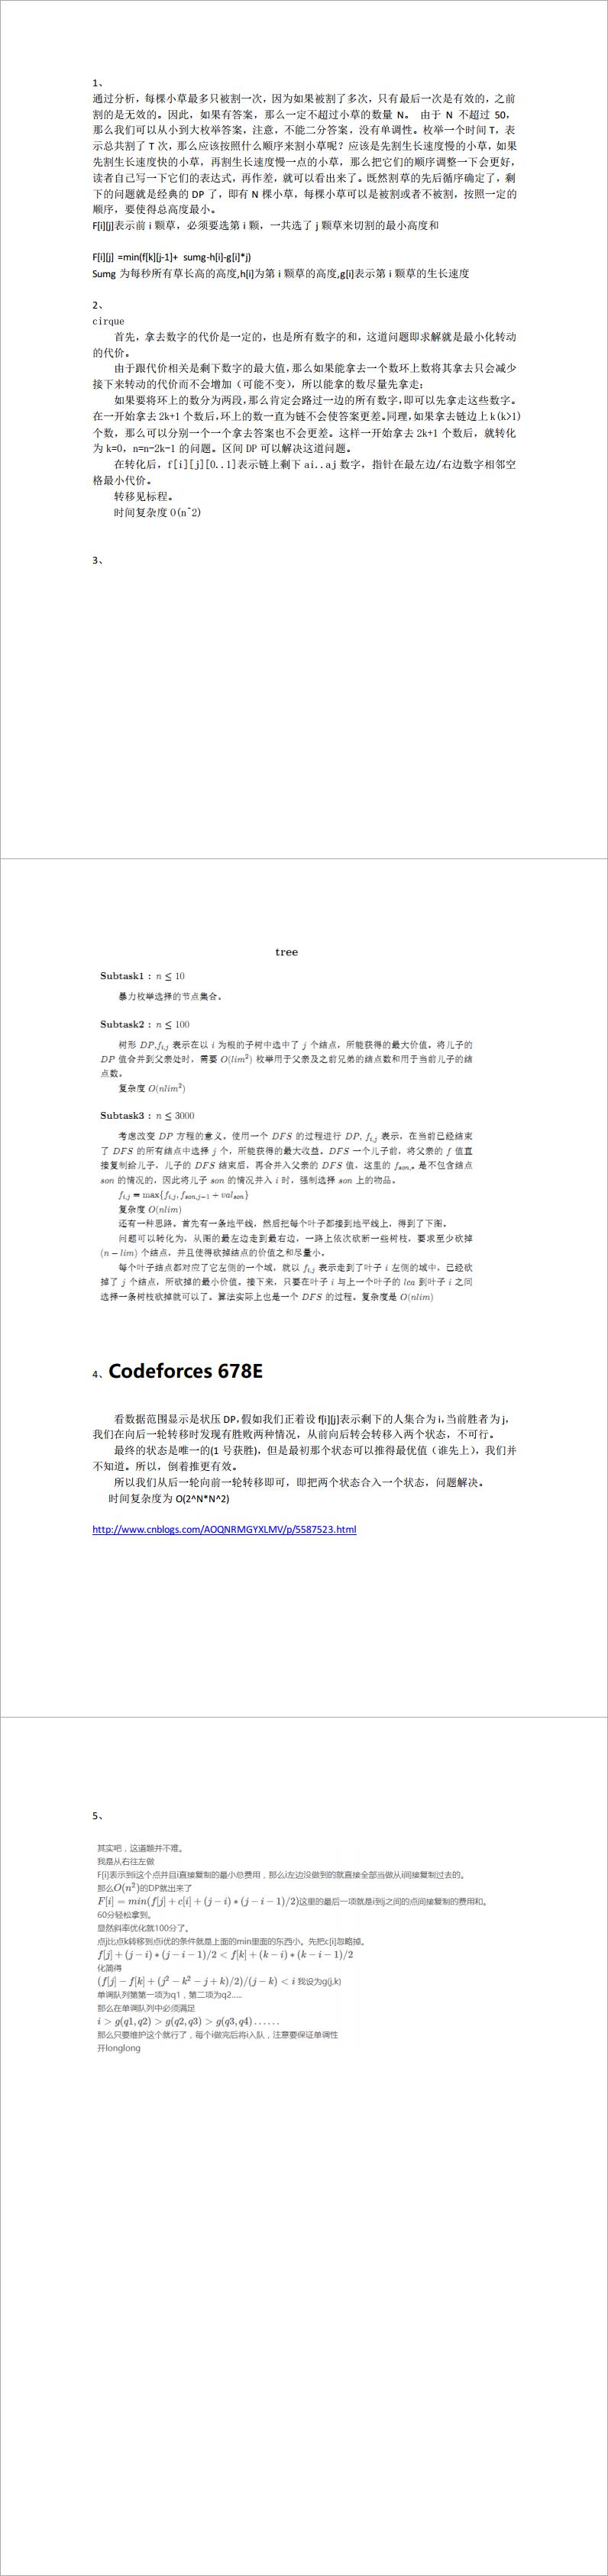 1、
通过分析，每棵小草最多只被割一次，因为如果被割了多次，只有最后一次是有效的，之前
割的是无效的。因此，如果有答案，那么一定不超过小草的数量 N。 由于 N 不超过 50，
那么我们可以从小到大枚举答案，注意，不能二分答案，没有单调性。枚举一个时间 T，表
示总共割了 T 次，那么应该按照什么顺序来割小草呢？应该是先割生长速度慢的小草，如果
先割生长速度快的小草，再割生长速度慢一点的小草，那么把它们的顺序调整一下会更好，
读者自己写一下它们的表达式，再作差，就可以看出来了。既然割草的先后循序确定了，剩
下的问题就是经典的 DP 了，即有 N 棵小草，每棵小草可以是被割或者不被割，按照一定的
顺序，要使得总高度最小。
F[i][j]表示前 i 颗草，必须要选第 i 颗，一共选了 j 颗草来切割的最小高度和
F[i][j] =min(f[k][j-1]+ sumg-h[i]-g[i]*j)
Sumg 为每秒所有草长高的高度,h[i]为第 i 颗草的高度,g[i]表示第 i 颗草的生长速度
2、
cirque
首先，拿去数字的代价是一定的，也是所有数字的和，这道问题即求解就是最小化转动
的代价。
由于跟代价相关是剩下数字的最大值，那么如果能拿去一个数环上数将其拿去只会减少
接下来转动的代价而不会增加（可能不变），所以能拿的数尽量先拿走；
如果要将环上的数分为两段，那么肯定会路过一边的所有数字，即可以先拿走这些数字。
在一开始拿去 2k+1 个数后，环上的数一直为链不会使答案更差。同理，如果拿去链边上 k(k>1)
个数，那么可以分别一个一个拿去答案也不会更差。这样一开始拿去 2k+1 个数后，就转化
为 k=0, n=n-2k-1 的问题。区间 DP 可以解决这道问题。
在转化后，f[i][j][0..1]表示链上剩下 ai..aj 数字，指针在最左边/右边数字相邻空
格最小代价。
转移见标程。
时间复杂度 O(n^2)
3、
tree
Subtask1 : n ≤ 10
暴力枚举选择的节点集合。
Subtask2 : n ≤ 100
树形 DP,f_{i,j} 表示在以 i 为根的子树中选中了 j 个结点，所能获得的最大价值。将儿子的
DP 值合并到父亲处时，需要 O(lim²) 枚举用于父亲及之前兄弟的结点数和用于当前儿子的结
点数。
复杂度 O(nlim²)
Subtask3 : n ≤ 3000
考虑改变 DP 方程的意义。使用一个 DFS 的过程进行 DP, f_{i,j} 表示，在当前已经结束
了 DFS 的所有结点中选择 j 个，所能获得的最大收益。DFS 一个儿子前，将父亲的 f 值直
接复制给儿子，儿子的 DFS 结束后，再合并入父亲的 DFS 值，这里的 f_{son,*} 是不包含结点
son 的情况的，因此将儿子 son 的情况并入 i 时，强制选择 son 上的物品。
f_{i,j} = max{f_{i,j}, f_{son,j−1} + val_{son}}
复杂度 O(nlim)
还有一种思路。首先有一条地平线，然后把每个叶子都接到地平线上，得到了下图。
问题可以转化为，从图的最左边走到最右边，一路上依次砍断一些树枝，要求至少砍掉
(n − lim) 个结点，并且使得砍掉结点的价值之和尽量小。
每个叶子结点都对应了它左侧的一个域，就以 f_{i,j} 表示走到了叶子 i 左侧的域中，已经砍
掉了 j 个结点，所砍掉的最小价值。接下来，只要在叶子 i 与上一个叶子的 lca 到叶子 i 之间
选择一条树枝砍掉就可以了。算法实际上也是一个 DFS 的过程。复杂度是 O(nlim)
4、Codeforces 678E
看数据范围显示是状压 DP，假如我们正着设 f[i][j]表示剩下的人集合为 i，当前胜者为 j，
我们在向后一轮转移时发现有胜败两种情况，从前向后转会转移入两个状态，不可行。
最终的状态是唯一的(1 号获胜)，但是最初那个状态可以推得最优值（谁先上），我们并
不知道。所以，倒着推更有效。
所以我们从后一轮向前一轮转移即可，即把两个状态合入一个状态，问题解决。
时间复杂度为 O(2^N*N^2)
http://www.cnblogs.com/AOQNRMGYXLMV/p/5587523.html
5、
其实吧，这道题并不难。
我是从右往左做
F[i]表示到i这个点并且i直接复制的最小总费用，那么i左边没做到的就直接全部当做从i间接复制过去的。
那么O(n²)的DP就出来了
F[i] = min(f[j] + c[i] + (j − i) * (j − i − 1)/2)这里的最后一项就是i到j之间的点间接复制的费用和。
60分轻松拿到。
显然斜率优化就100分了。
点j比点k转移到点i优的条件就是上面的min里面的东西小。先把c[i]忽略掉。
f[j] + (j − i) * (j − i − 1)/2 < f[k] + (k − i) * (k − i − 1)/2
化简得
(f[j] − f[k] + (j² − k² − j + k)/2)/(j − k) < i 我设为g(j,k)
单调队列第第一项为q1，第二项为q2.....
那么在单调队列中必须满足
i > g(q1, q2) > g(q2, q3) > g(q3, q4) . . . . . .
那么只要维护这个就行了，每个i做完后将i入队，注意要保证单调性
开longlong